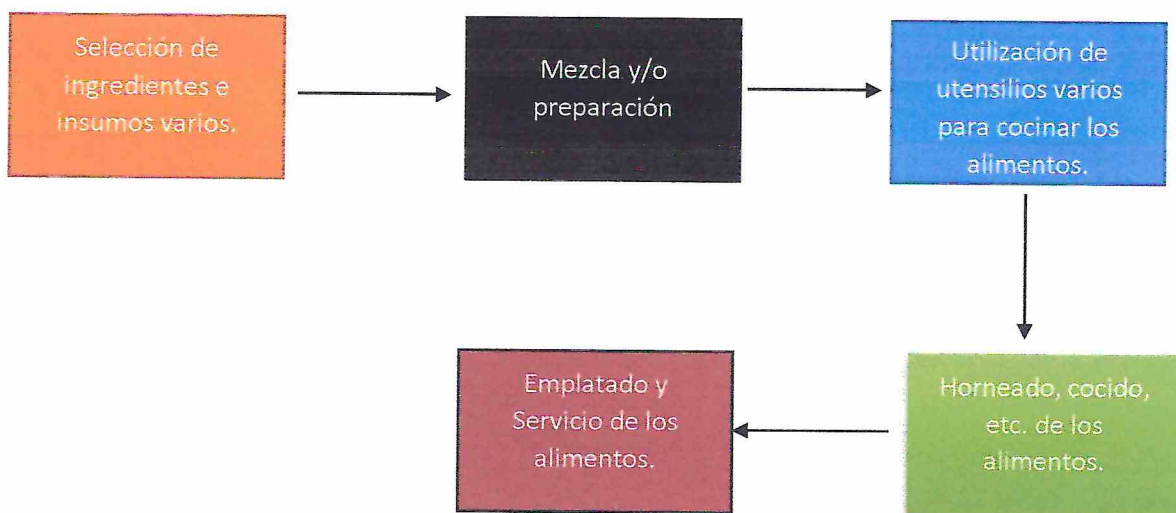 Selección de
ingredientes e
insumos varios.
Mezcla y/o
preparación
Utilización de
utensilios varios
para cocinar los
alimentos.
Horneado, cocido,
etc. de los
alimentos.
Emplatado y
Servicio de los
alimentos.